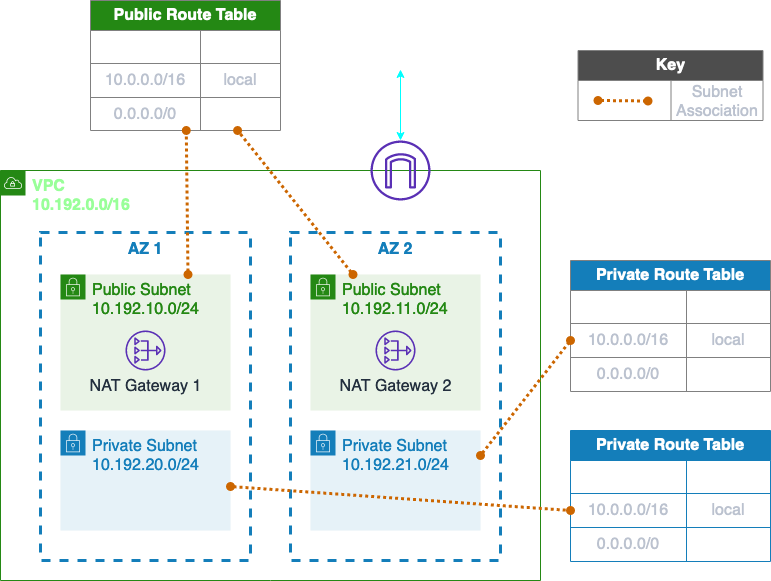 Public Route Table
10.0.0.0/16 local
0.0.0.0/0
Key
Subnet
Association
VPC
10.192.0.0/16
AZ 1
Public Subnet
10.192.10.0/24
NAT Gateway 1
Private Subnet
10.192.20.0/24
AZ 2
Public Subnet
10.192.11.0/24
NAT Gateway 2
Private Subnet
10.192.21.0/24
Private Route Table
10.0.0.0/16 local
0.0.0.0/0
Private Route Table
10.0.0.0/16 local
0.0.0.0/0